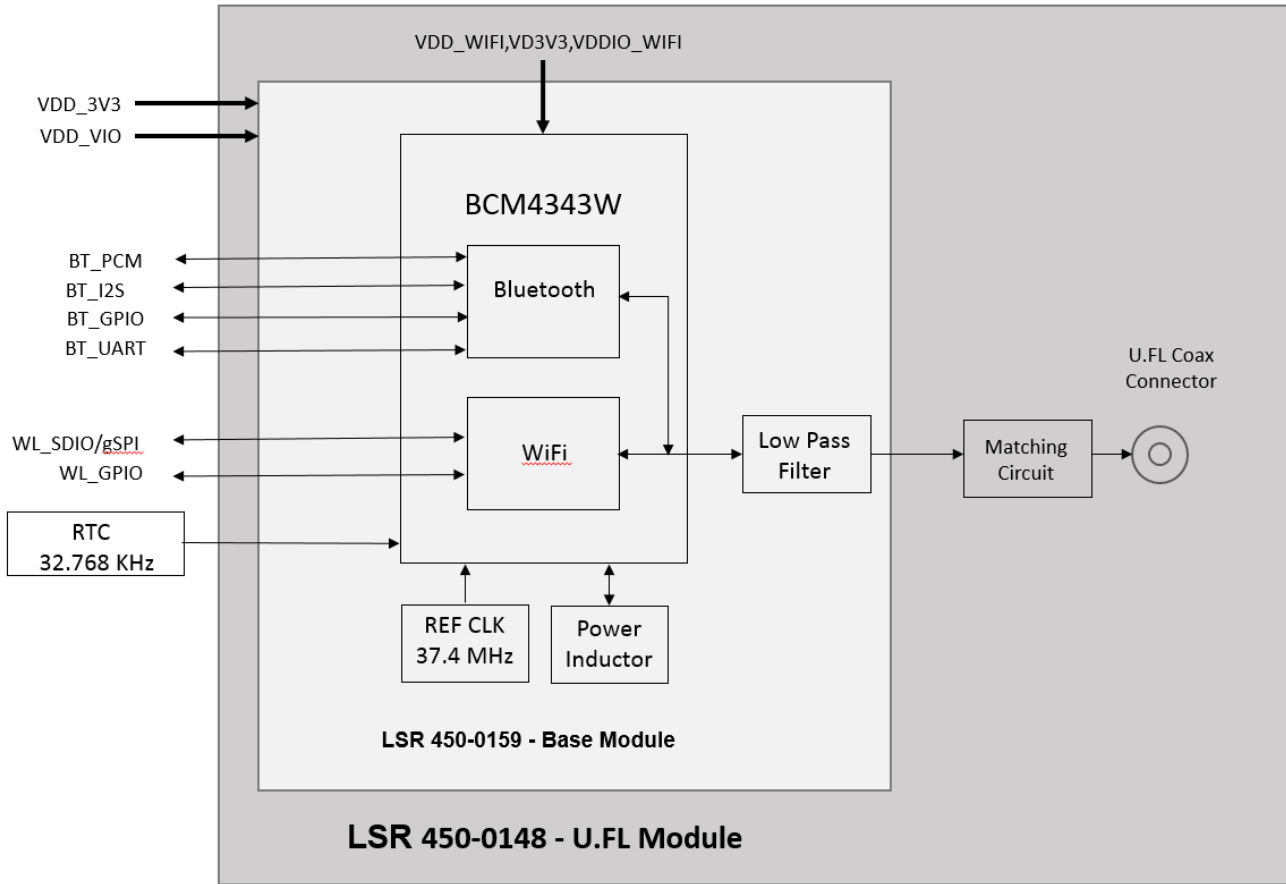 VDD_WIFI,VD3V3,VDDIO_WIFI
VDD_3V3
VDD_VIO
BCM4343W
BT_PCM
BT_I2S
BT_GPIO
BT_UART
Bluetooth
U.FL Coax
Connector
WL_SDIO/gSPI
WL_GPIO
WiFi
Low Pass
Filter
Matching
Circuit
RTC
32.768 KHz
REF CLK
37.4 MHz
Power
Inductor
LSR 450-0159 - Base Module
LSR 450-0148 - U.FL Module